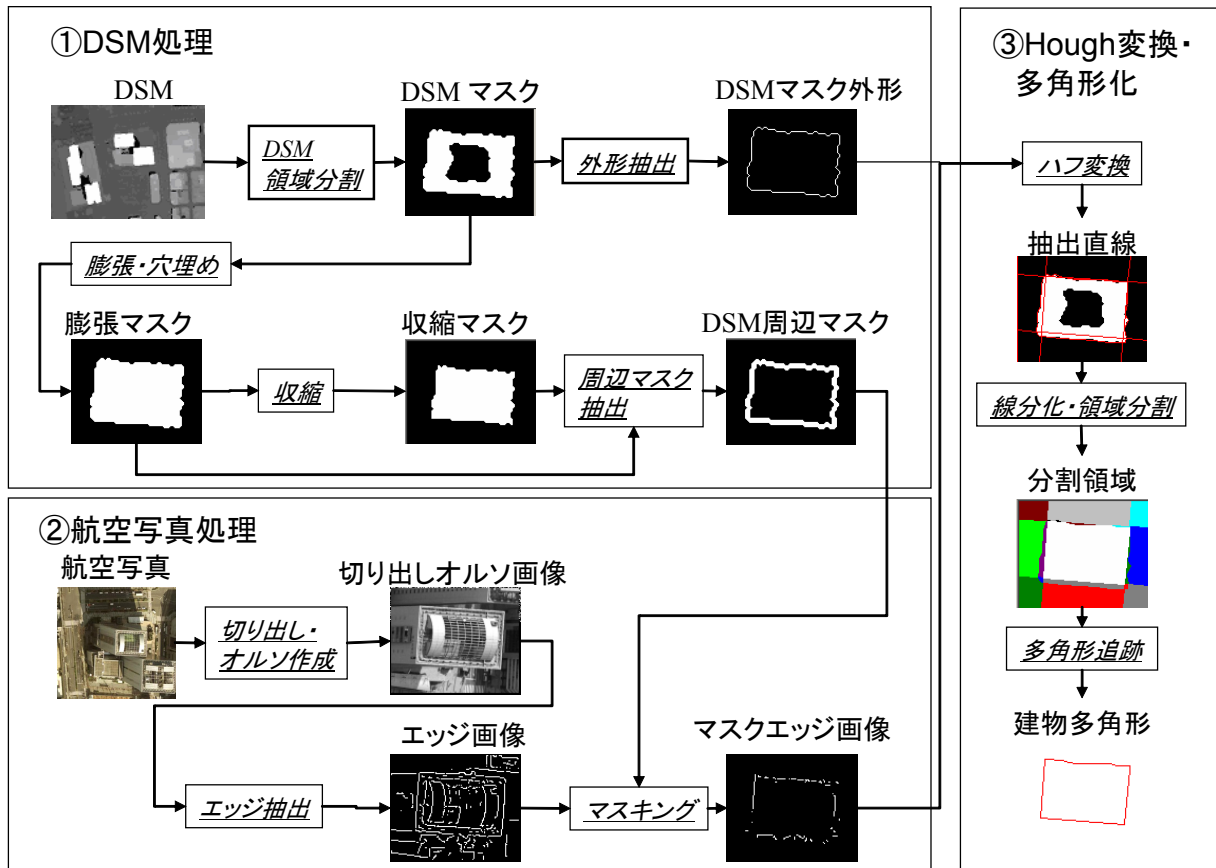 ①DSM処理
DSM
DSM マスク
DSMマスク外形
DSM
領域分割
外形抽出
膨張・穴埋め
膨張マスク
収縮マスク
DSM周辺マスク
収縮
周辺マスク
抽出
②航空写真処理
航空写真
切り出しオルソ画像
切り出し・
オルソ作成
エッジ画像
マスクエッジ画像
エッジ抽出
マスキング
③Hough変換・
多角形化
ハフ変換
抽出直線
線分化・領域分割
分割領域
多角形追跡
建物多角形